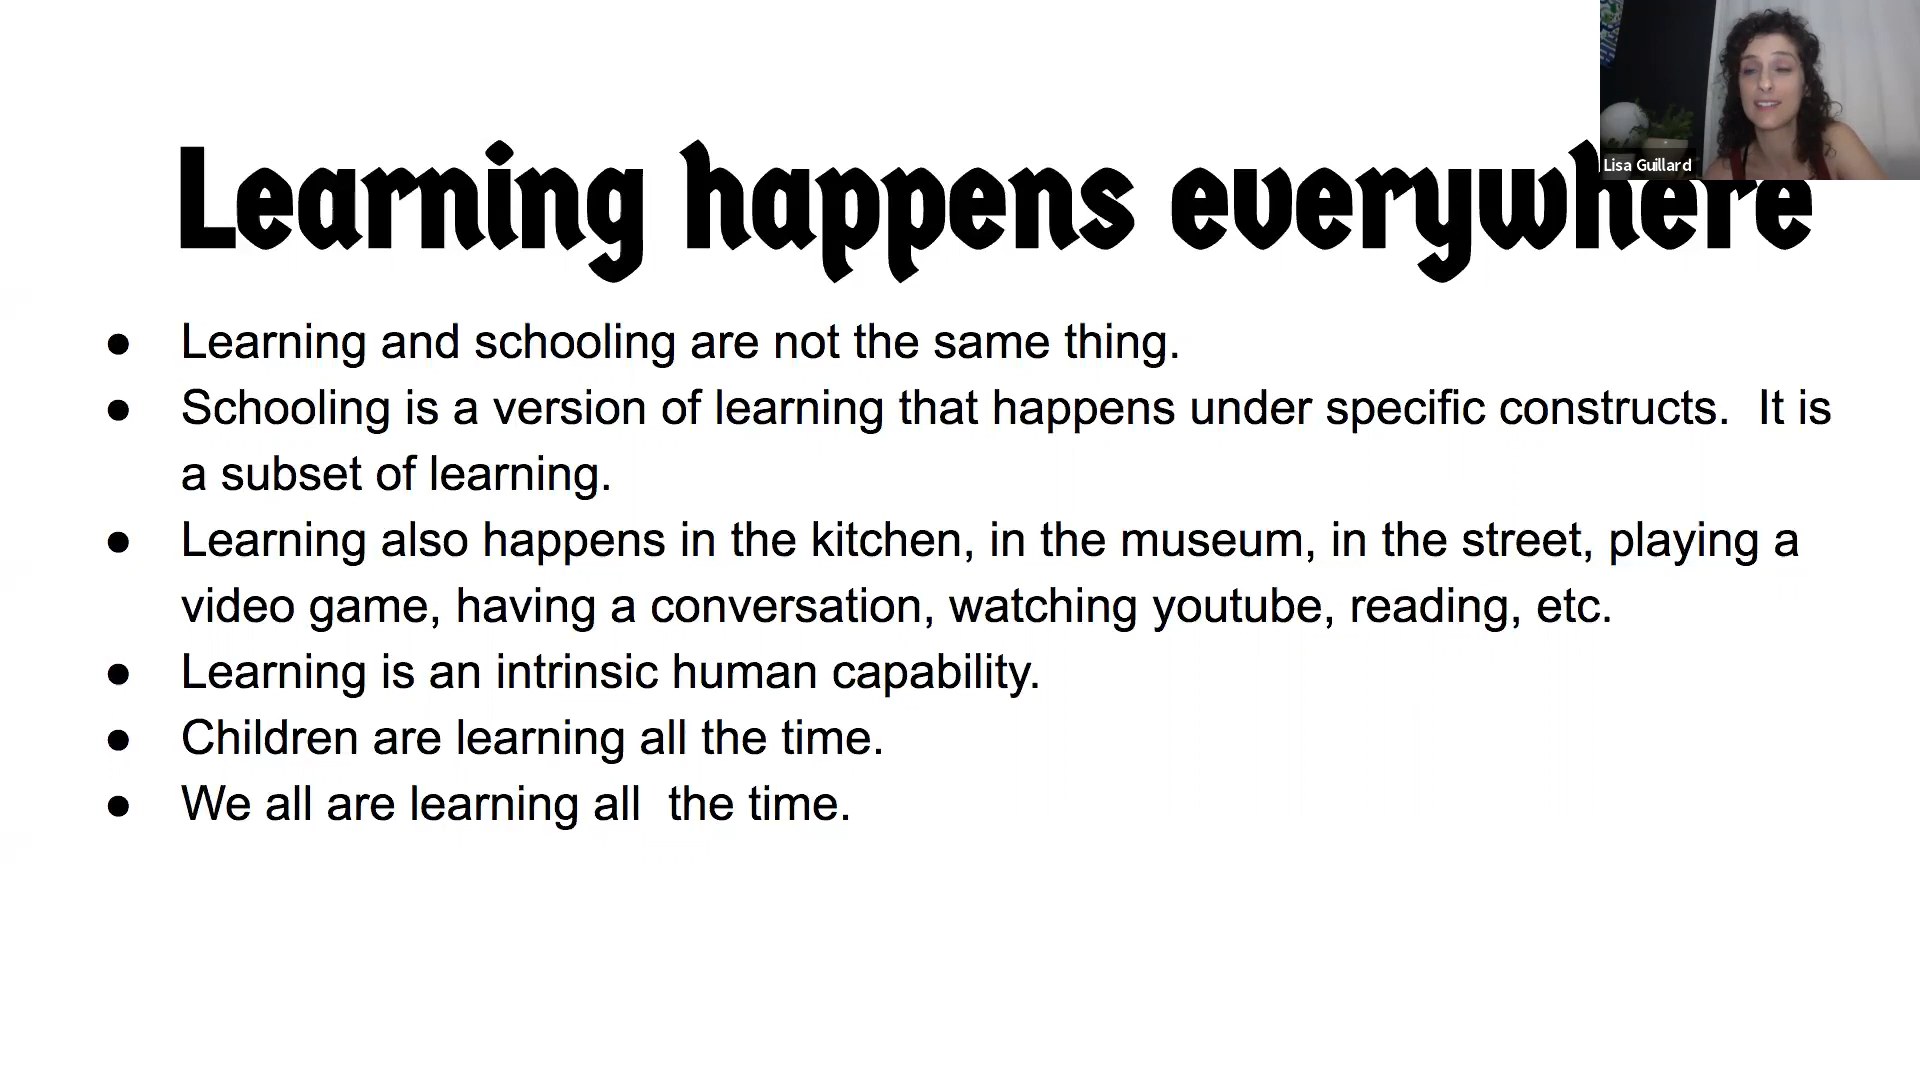 Lisa Guillard
Learning happens everywhere
● Learning and schooling are not the same thing.
● Schooling is a version of learning that happens under specific constructs.  It is
a subset of learning.
● Learning also happens in the kitchen, in the museum, in the street, playing a
video game, having a conversation, watching youtube, reading, etc.
● Learning is an intrinsic human capability.
● Children are learning all the time.
● We all are learning all  the time.